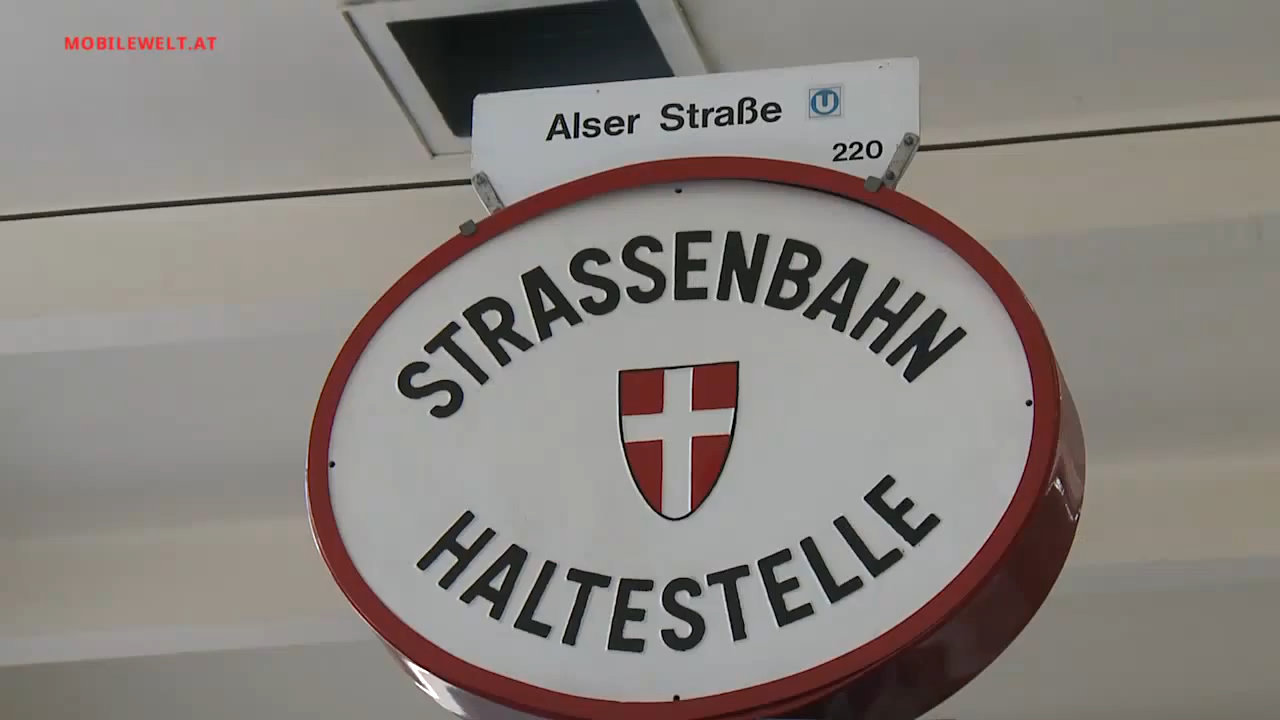 MOBILEWELT.AT
Alser Straße U
220
STRASSENBAHN
HALTESTELLE